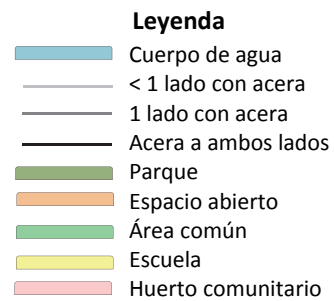 Leyenda
Cuerpo de agua
< 1 lado con acera
1 lado con acera
Acera a ambos lados
Parque
Espacio abierto
Área común
Escuela
Huerto comunitario